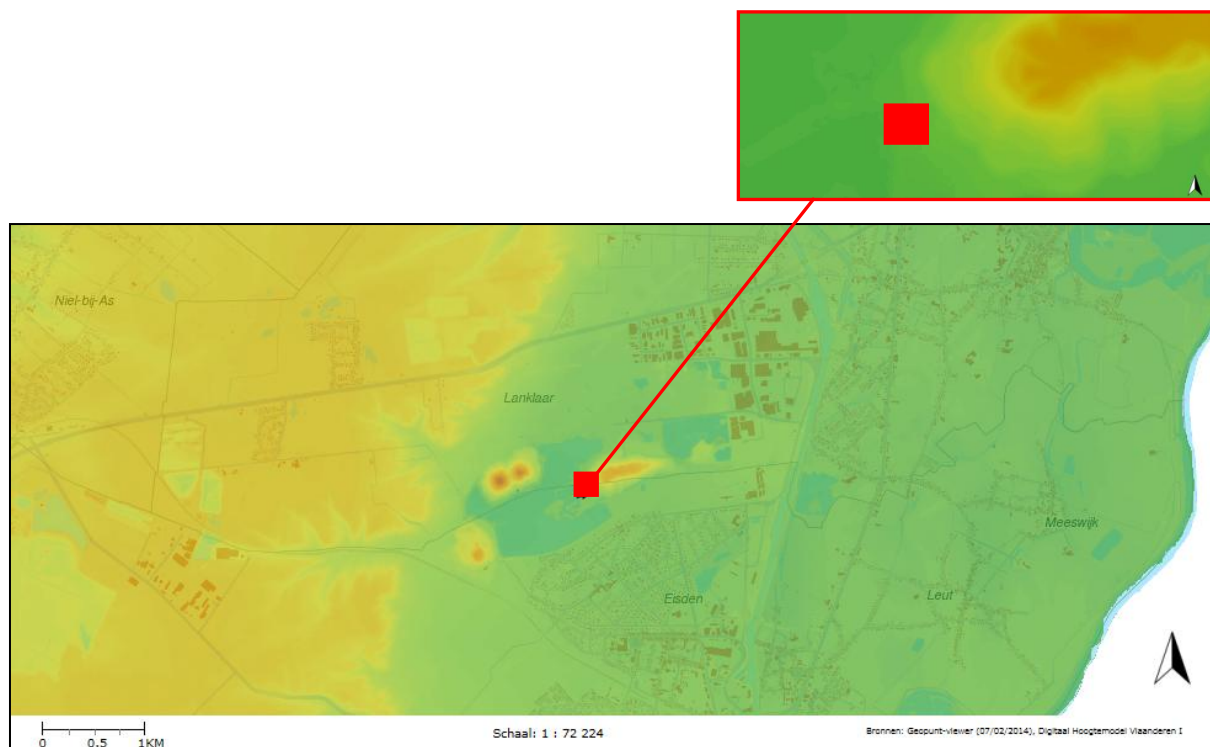 Niel-bij-As
Lanklaar
Meeswijk
Eisden
Leut
0 0.5 1KM
Schaal: 1 : 72 224
Bronnen: Geopunt-viewer (07/02/2014), Digitaal Hoogtemodel Vlaanderen I